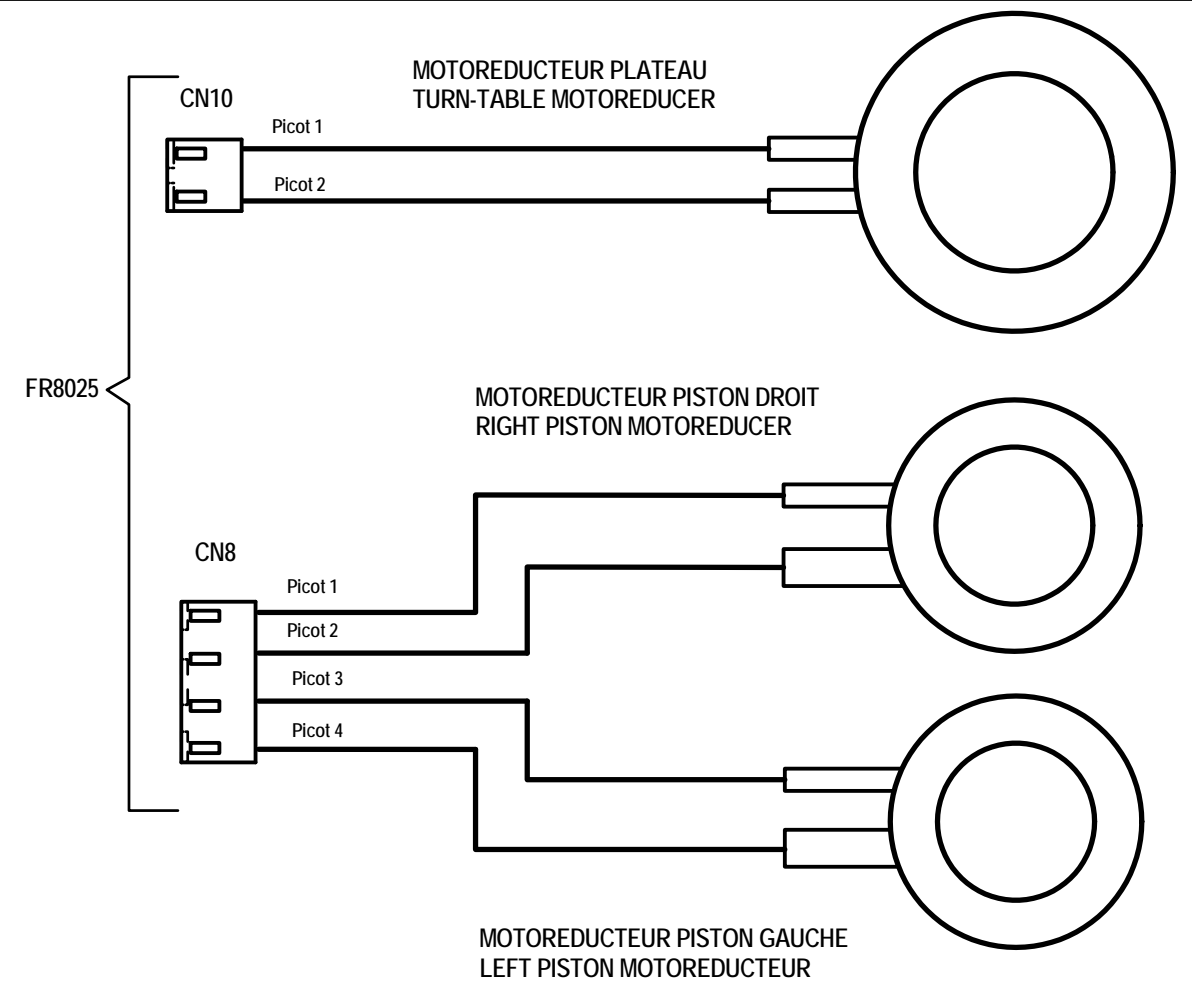 MOTOREDUCTEUR PLATEAU
TURN-TABLE MOTOREDUCER
CN10
Picot 1
Picot 2
FR8025
MOTOREDUCTEUR PISTON DROIT
RIGHT PISTON MOTOREDUCER
CN8
Picot 1
Picot 2
Picot 3
Picot 4
MOTOREDUCTEUR PISTON GAUCHE
LEFT PISTON MOTOREDUCTEUR